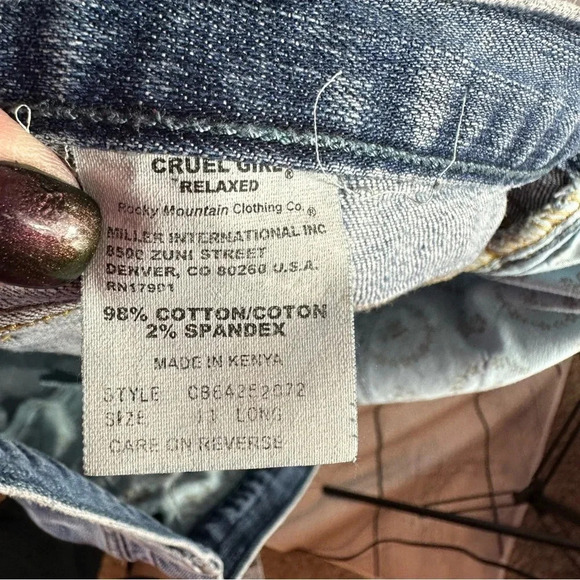 CRUEL GIRL®
RELAXED
Rocky Mountain Clothing Co.®
MILLER INTERNATIONAL INC
8500 ZUNI STREET
DENVER, CO 80260 U.S.A.
RN17901
98% COTTON/COTON
2% SPANDEX
MADE IN KENYA
STYLE CB64252072
SIZE 11 LONG
CARE ON REVERSE